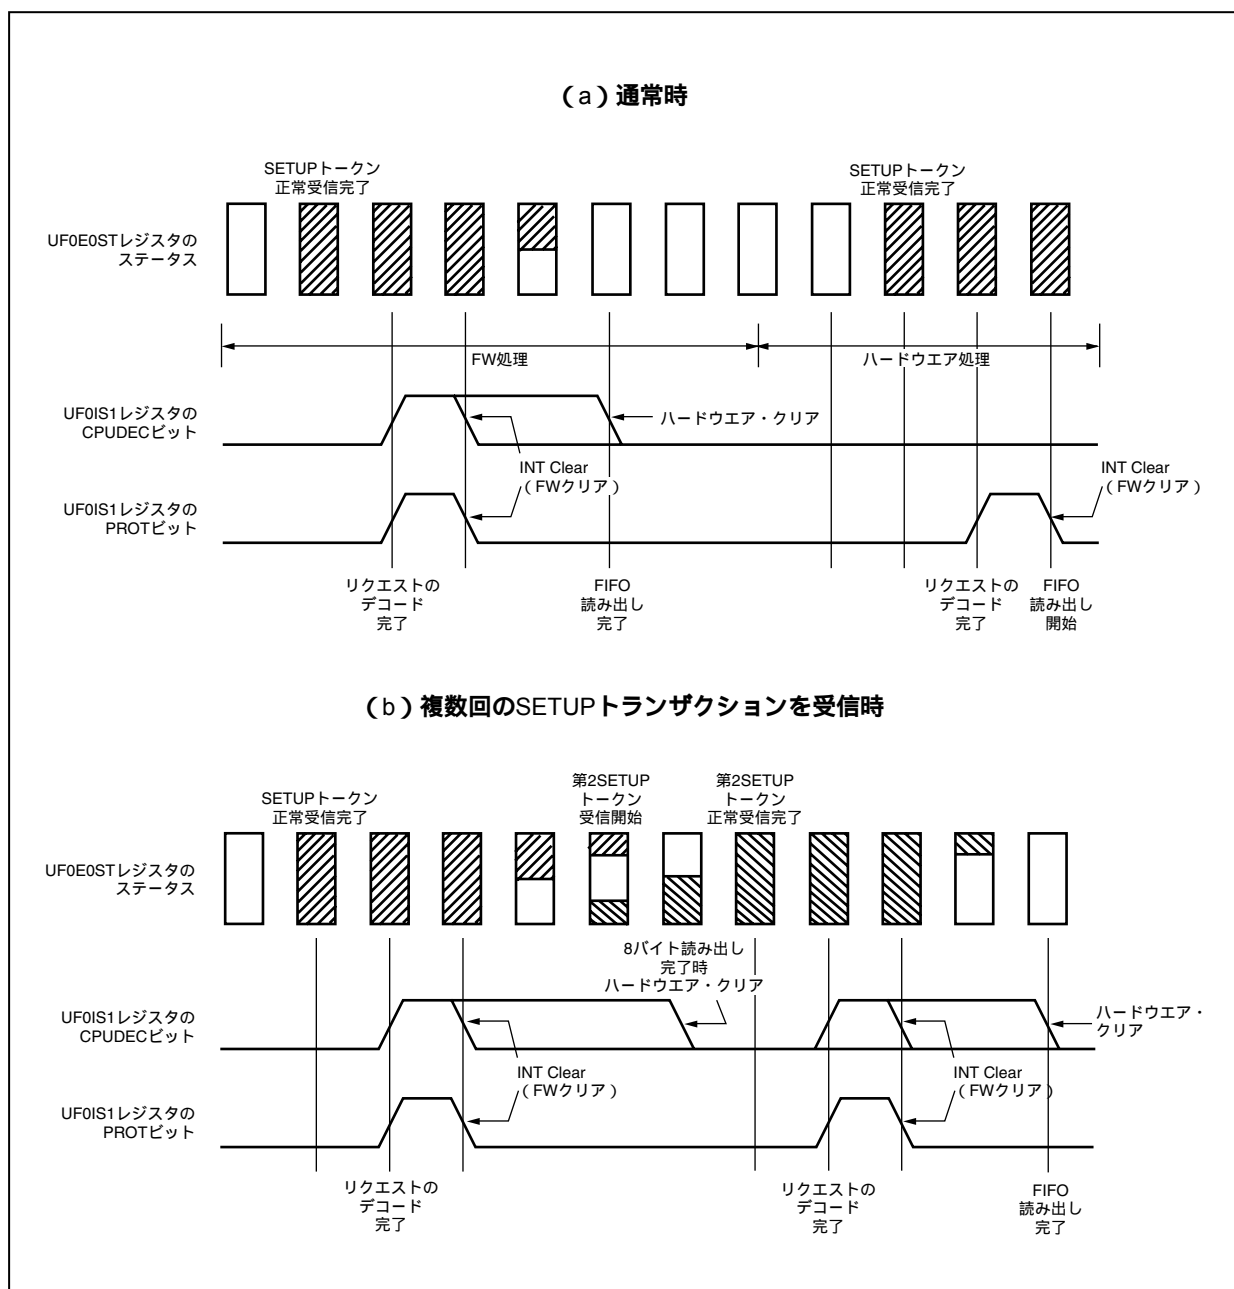 （a）通常時
SETUPトークン
正常受信完了
SETUPトークン
正常受信完了
UF0E0STレジスタの
ステータス
FW処理
ハードウエア処理
UF0IS1レジスタの
CPUDECビット
ハードウエア・クリア
INT Clear
（FWクリア）
INT Clear
（FWクリア）
UF0IS1レジスタの
PROTビット
リクエストの
デコード
完了
FIFO
読み出し
完了
リクエストの
デコード
完了
FIFO
読み出し
開始
（b）複数回のSETUPトランザクションを受信時
SETUPトークン
正常受信完了
第2SETUP
トークン
受信開始
第2SETUP
トークン
正常受信完了
UF0E0STレジスタの
ステータス
8バイト読み出し
完了時
ハードウエア・クリア
UF0IS1レジスタの
CPUDECビット
ハードウエア・
クリア
INT Clear
（FWクリア）
INT Clear
（FWクリア）
UF0IS1レジスタの
PROTビット
リクエストの
デコード
完了
リクエストの
デコード
完了
FIFO
読み出し
完了